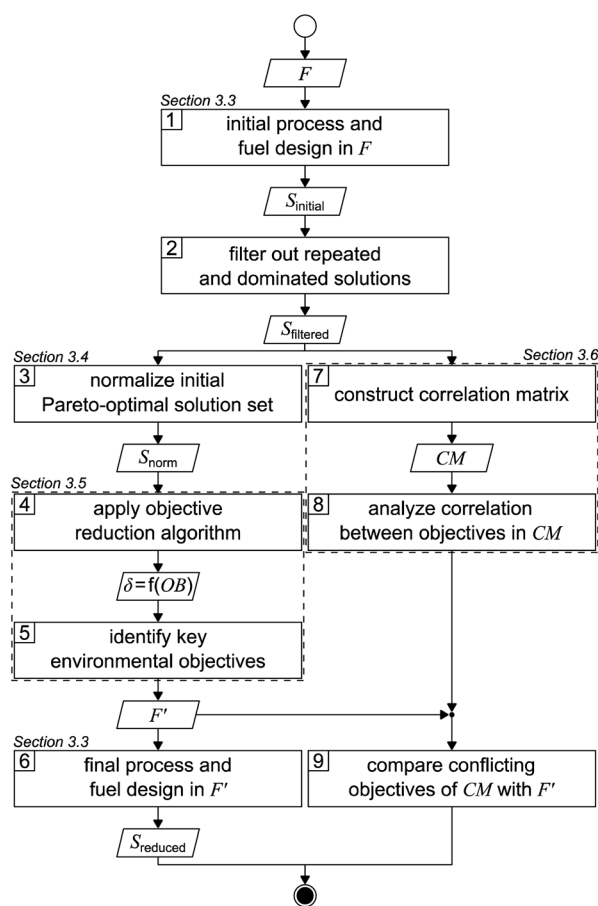 F
Section 3.3
1
initial process and
fuel design in F
S_initial
2
filter out repeated
and dominated solutions
S_filtered
Section 3.4
3
normalize initial
Pareto-optimal solution set
S_norm
Section 3.5
4
apply objective
reduction algorithm
δ=f(OB)
5
identify key
environmental objectives
F'
Section 3.3
6
final process and
fuel design in F'
S_reduced
Section 3.6
7
construct correlation matrix
CM
8
analyze correlation
between objectives in CM
9
compare conflicting
objectives of CM with F'